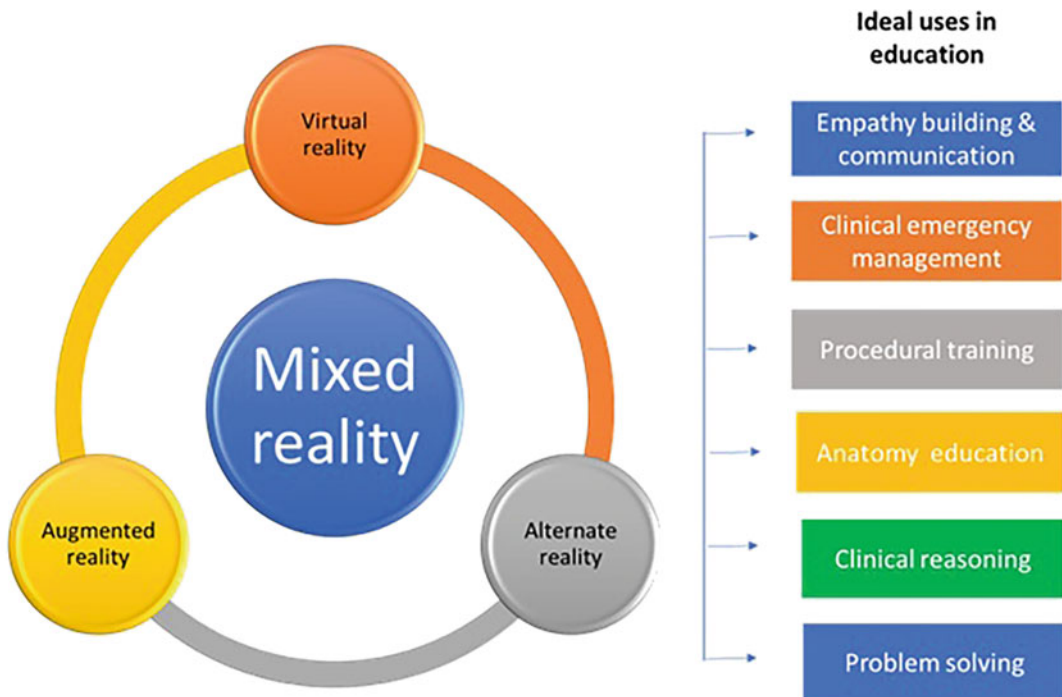 Virtual
reality
Mixed
reality
Augmented
reality
Alternate
reality
Ideal uses in
education
Empathy building &
communication
Clinical emergency
management
Procedural training
Anatomy education
Clinical reasoning
Problem solving